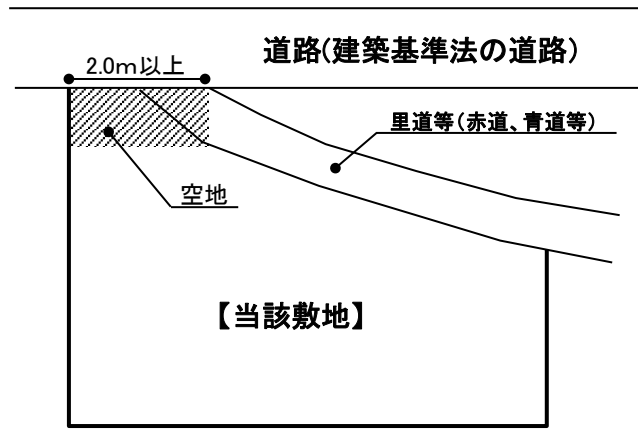 道路(建築基準法の道路)
2.0m以上
里道等(赤道、青道等)
空地
【当該敷地】